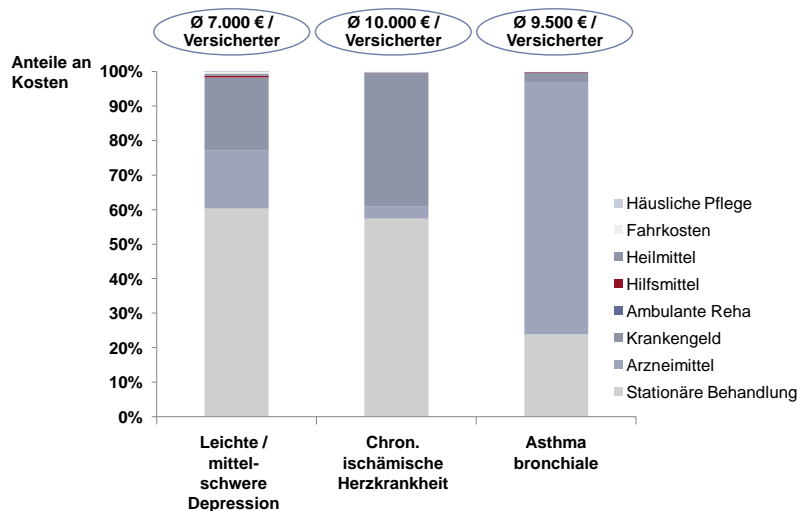 Ø 7.000 € /
Versicherter
Ø 10.000 € /
Versicherter
Ø 9.500 € /
Versicherter
Anteile an
Kosten
100%
90%
80%
70%
60%
50%
40%
30%
20%
10%
0%
Häusliche Pflege
Fahrkosten
Heilmittel
Hilfsmittel
Ambulante Reha
Krankengeld
Arzneimittel
Stationäre Behandlung
Leichte /
mittel-
schwere
Depression
Chron.
ischämische
Herzkrankheit
Asthma
bronchiale